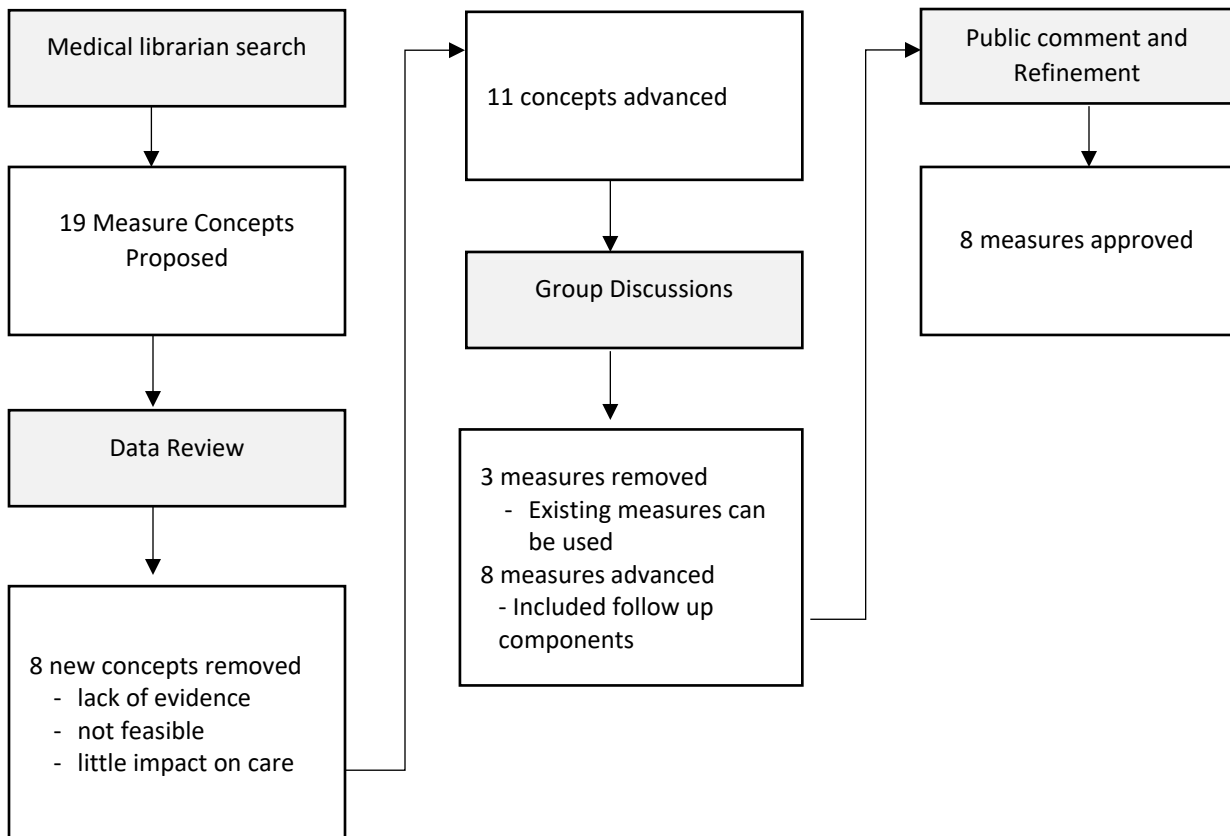 Medical librarian search
19 Measure Concepts
Proposed
Data Review
8 new concepts removed
- lack of evidence
- not feasible
- little impact on care
11 concepts advanced
Group Discussions
3 measures removed
- Existing measures can
be used
8 measures advanced
- Included follow up
components
Public comment and
Refinement
8 measures approved